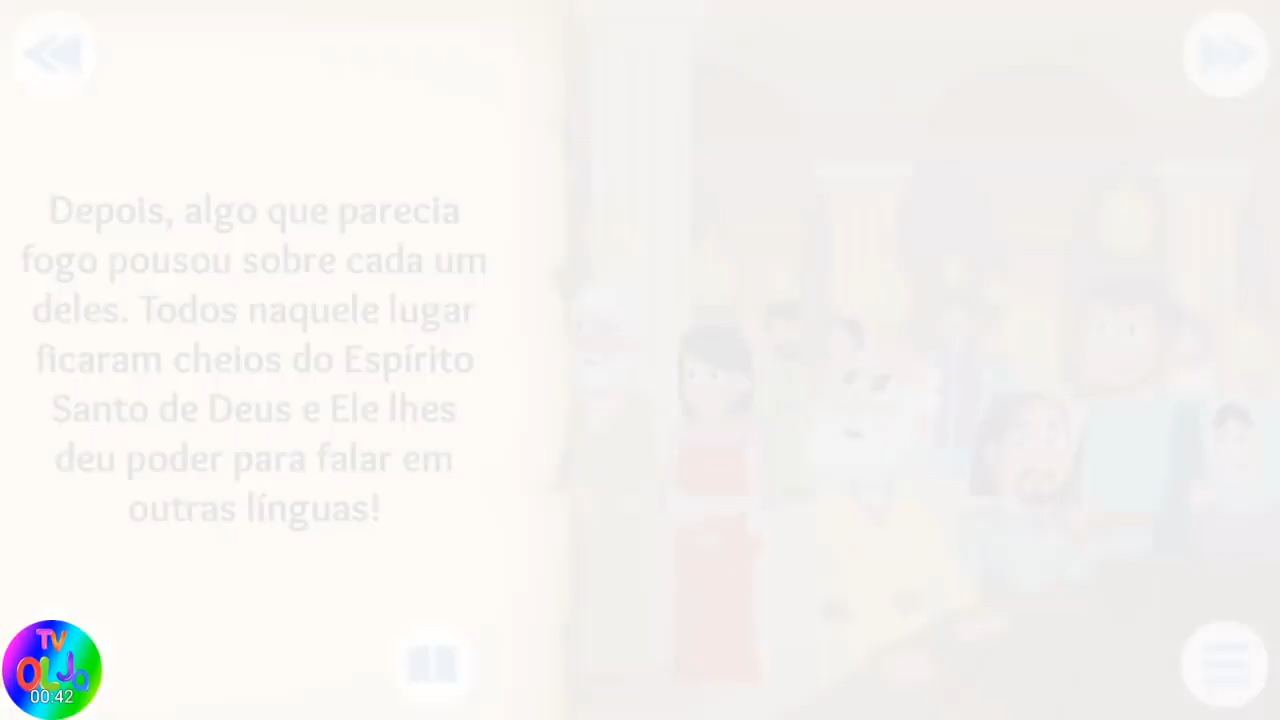 Depois, algo que parecia
fogo pousou sobre cada um
deles. Todos naquele lugar
ficaram cheios do Espírito
Santo de Deus e Ele lhes
deu poder para falar em
outras línguas!
TV
OLJO
00:42